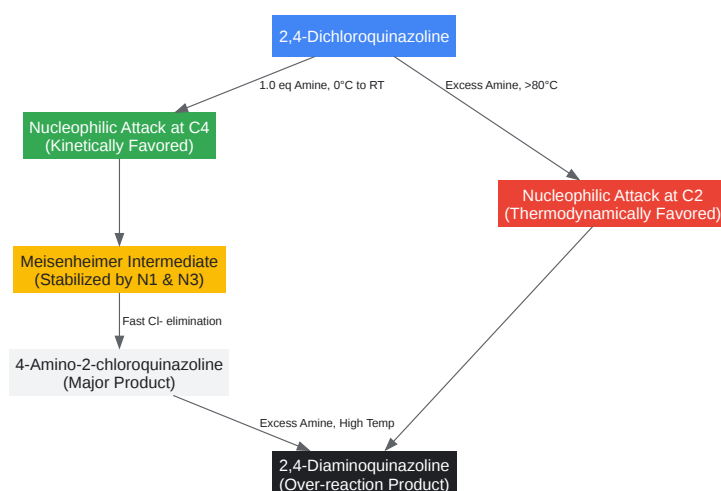 2,4-Dichloroquinazoline
1.0 eq Amine, 0°C to RT
Excess Amine, >80°C
Nucleophilic Attack at C4
(Kinetically Favored)
Nucleophilic Attack at C2
(Thermodynamically Favored)
Meisenheimer Intermediate
(Stabilized by N1 & N3)
Fast Cl- elimination
4-Amino-2-chloroquinazoline
(Major Product)
Excess Amine, High Temp
2,4-Diaminoquinazoline
(Over-reaction Product)